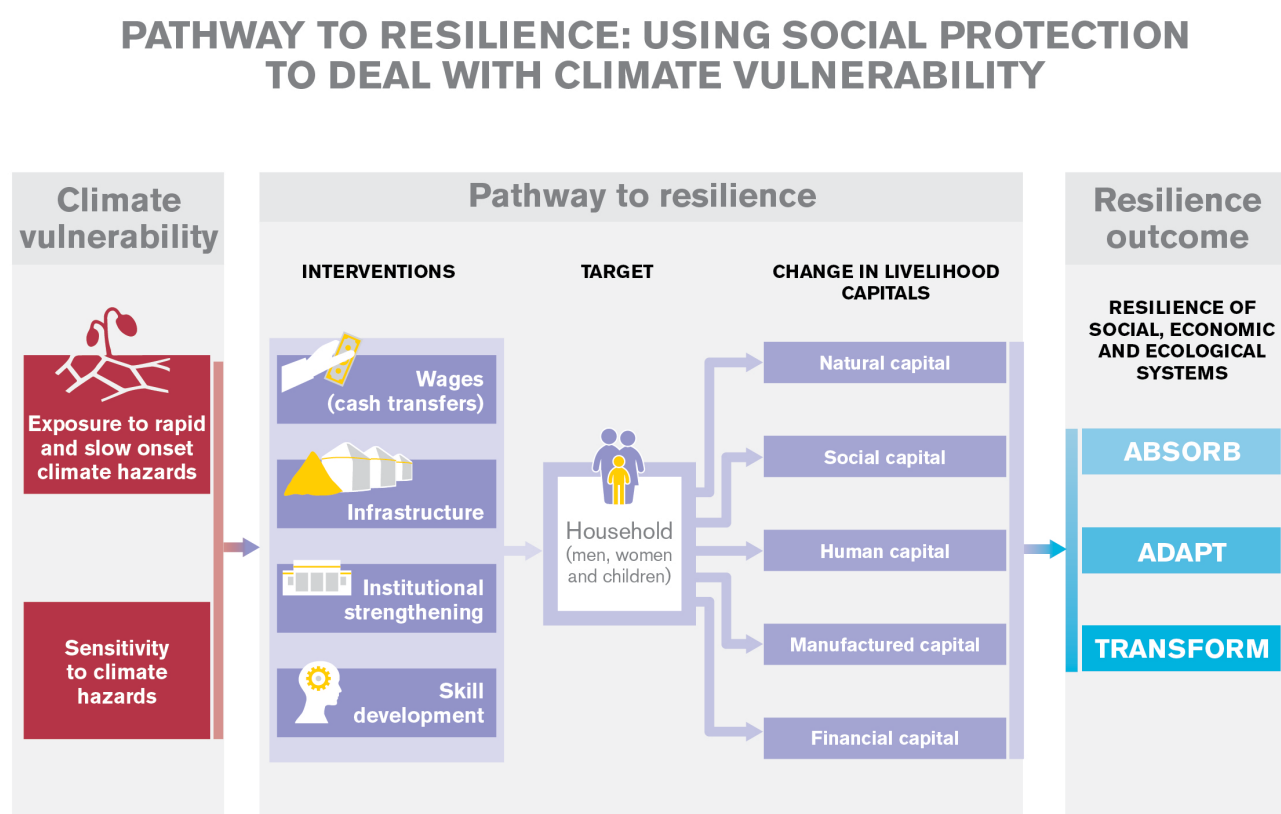 PATHWAY TO RESILIENCE: USING SOCIAL PROTECTION
TO DEAL WITH CLIMATE VULNERABILITY
Climate
vulnerability
Exposure to rapid
and slow onset
climate hazards
Sensitivity
to climate
hazards
Pathway to resilience
INTERVENTIONS
Wages
(cash transfers)
Infrastructure
Institutional
strengthening
Skill
development
TARGET
Household
(men, women
and children)
CHANGE IN LIVELIHOOD
CAPITALS
Natural capital
Social capital
Human capital
Manufactured capital
Financial capital
Resilience
outcome
RESILIENCE OF
SOCIAL, ECONOMIC
AND ECOLOGICAL
SYSTEMS
ABSORB
ADAPT
TRANSFORM